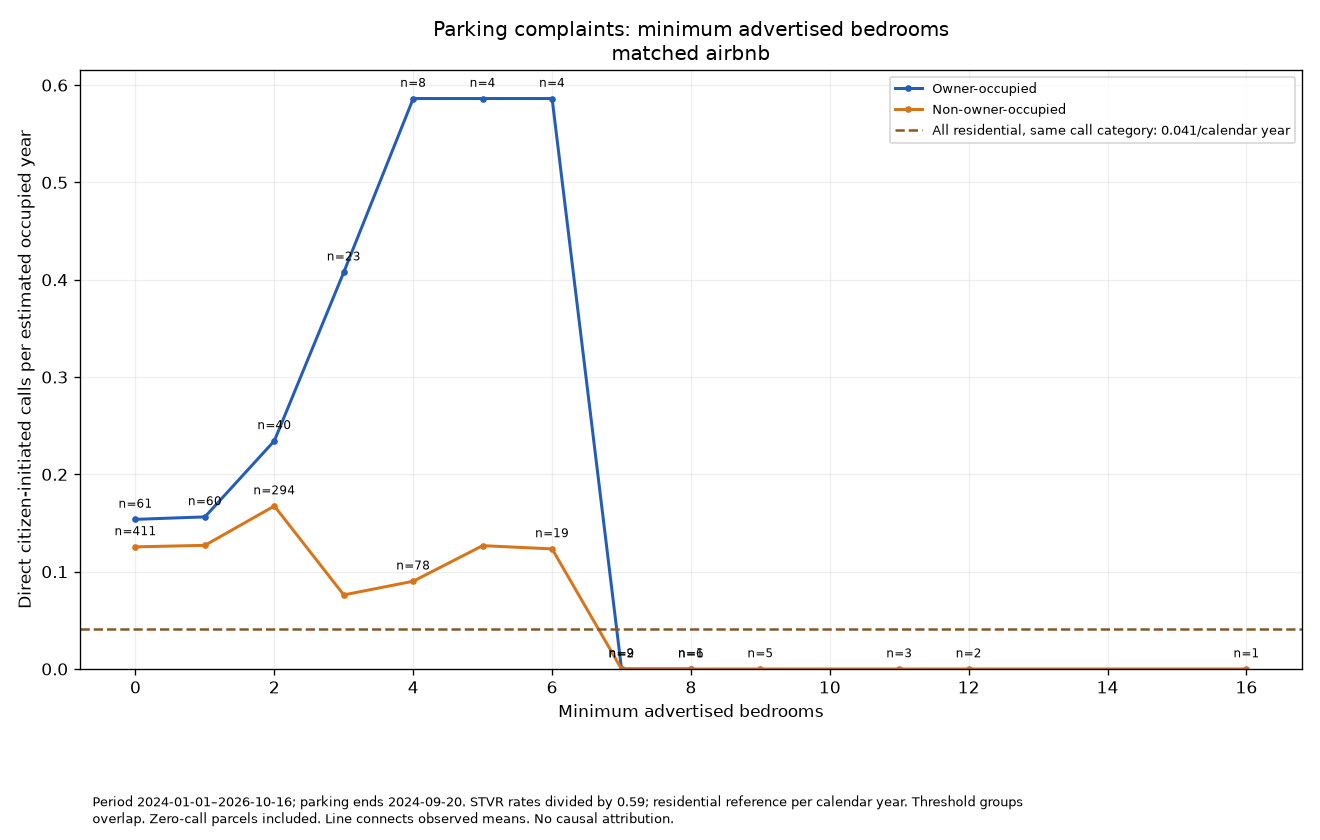 Parking complaints: minimum advertised bedrooms
matched airbnb
Direct citizen-initiated calls per estimated occupied year
0.6
0.5
0.4
0.3
0.2
0.1
0.0
n=8
n=4
n=4
n=23
n=40
n=61
n=60
n=294
n=411
n=78
n=19
n=9
n=6
n=5
n=3
n=2
n=1
Owner-occupied
Non-owner-occupied
All residential, same call category: 0.041/calendar year
0
2
4
6
8
10
12
14
16
Minimum advertised bedrooms
Period 2024-01-01–2026-10-16; parking ends 2024-09-20. STVR rates divided by 0.59; residential reference per calendar year. Threshold groups
overlap. Zero-call parcels included. Line connects observed means. No causal attribution.